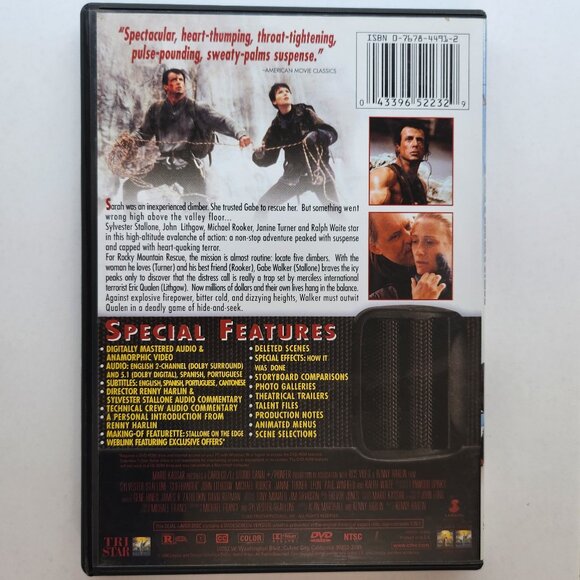 "Spectacular, heart-thumping, throat-tightening,
pulse-pounding, sweaty-palms suspense."
–AMERICAN MOVIE CLASSICS
ISBN 0-7678-4491-2
0 43396 52232 9
Sarah was an inexperienced climber. She trusted Gabe to rescue her. But something went
wrong high above the valley floor...
Sylvester Stallone, John Lithgow, Michael Rooker, Janine Turner and Ralph Waite star
in this high-altitude avalanche of action: a non-stop adventure peaked with suspense
and capped with heart-quaking terror.
For Rocky Mountain Rescue, the mission is almost routine: locate five climbers. With the
woman he loves (Turner) and his best friend (Rooker), Gabe Walker (Stallone) braves the icy
peaks only to discover that the distress call is really a trap set by merciless international
terrorist Eric Qualen (Lithgow). Now millions of dollars and their own lives hang in the balance.
Against explosive firepower, bitter cold, and dizzying heights, Walker must outwit
Qualen in a deadly game of hide-and-seek.
SPECIAL FEATURES
• DIGITALLY MASTERED AUDIO &
ANAMORPHIC VIDEO
• AUDIO: ENGLISH 2-CHANNEL (DOLBY SURROUND)
AND 5.1 (DOLBY DIGITAL), SPANISH, PORTUGUESE
• SUBTITLES: ENGLISH, SPANISH, PORTUGUESE, CANTONESE
• DIRECTOR RENNY HARLIN &
SYLVESTER STALLONE AUDIO COMMENTARY
• TECHNICAL CREW AUDIO COMMENTARY
• A PERSONAL INTRODUCTION FROM
RENNY HARLIN
• MAKING-OF FEATURETTE: STALLONE ON THE EDGE
• WEBLINK FEATURING EXCLUSIVE OFFERS*
• DELETED SCENES
• SPECIAL EFFECTS: HOW IT
WAS DONE
• STORYBOARD COMPARISONS
• PHOTO GALLERIES
• THEATRICAL TRAILERS
• TALENT FILES
• PRODUCTION NOTES
• ANIMATED MENUS
• SCENE SELECTIONS
TRI
STAR
R
CC
COLOR
DOLBY
DIGITAL
DVD
VIDEO
NTSC
10202 W. Washington Blvd., Culver City, California 90232-3195